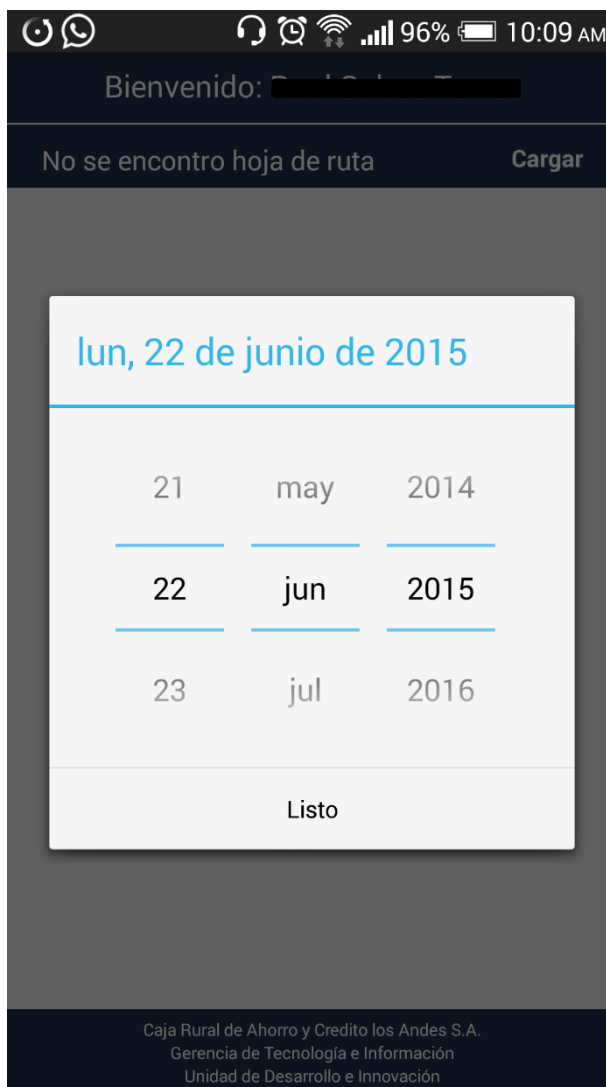 96% 10:09 AM
Bienvenido:
No se encontro hoja de ruta Cargar
lun, 22 de junio de 2015
21 may 2014
22 jun 2015
23 jul 2016
Listo
Caja Rural de Ahorro y Credito los Andes S.A.
Gerencia de Tecnología e Información
Unidad de Desarrollo e Innovación